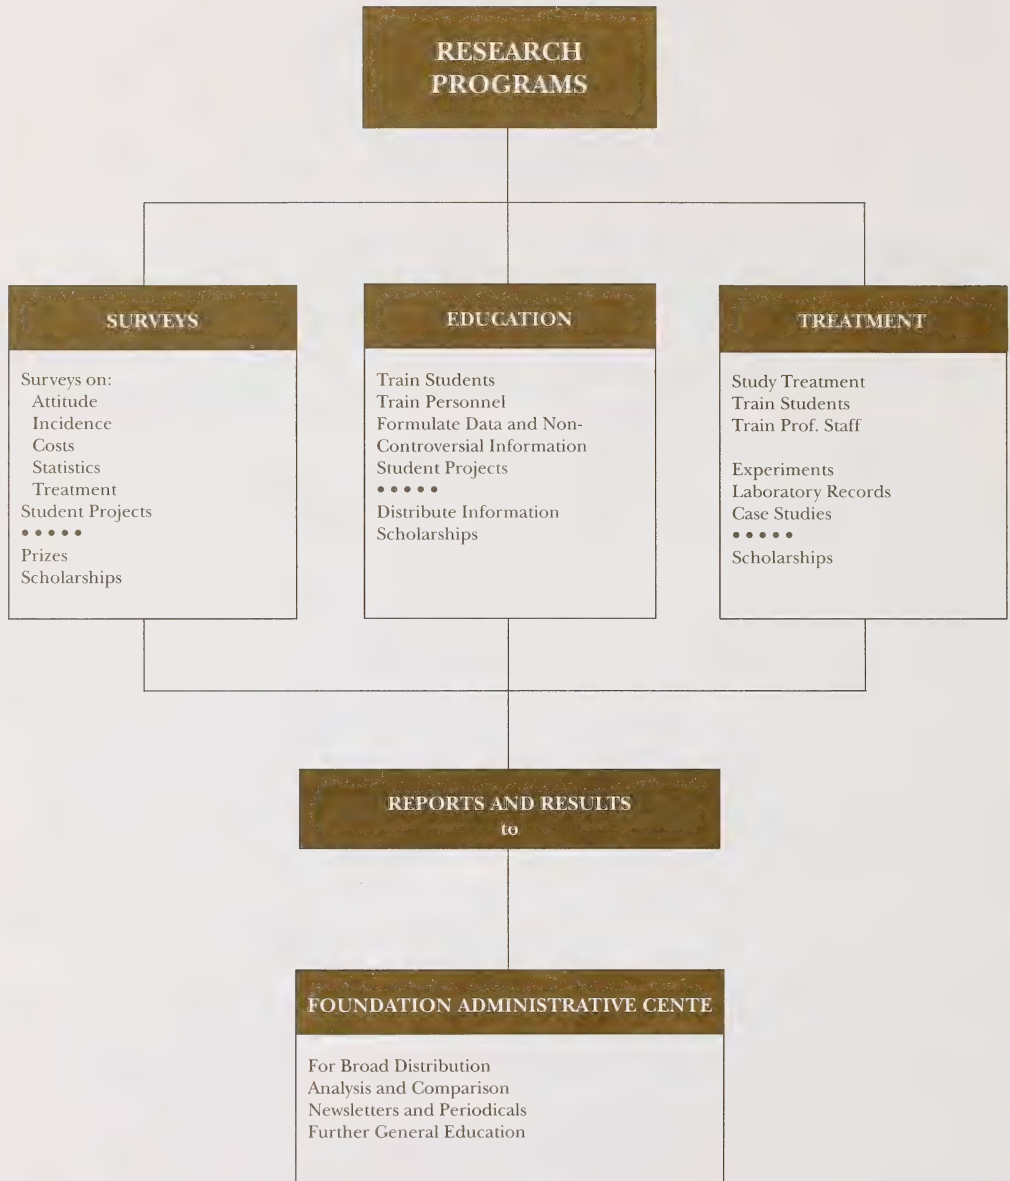 RESEARCH
PROGRAMS
SURVEYS
Surveys on:
Attitude
Incidence
Costs
Statistics
Treatment
Student Projects
• • • • •
Prizes
Scholarships
EDUCATION
Train Students
Train Personnel
Formulate Data and Non-
Controversial Information
Student Projects
• • • • •
Distribute Information
Scholarships
TREATMENT
Study Treatment
Train Students
Train Prof. Staff
Experiments
Laboratory Records
Case Studies
• • • • •
Scholarships
REPORTS AND RESULTS
to
FOUNDATION ADMINISTRATIVE CENTE
For Broad Distribution
Analysis and Comparison
Newsletters and Periodicals
Further General Education